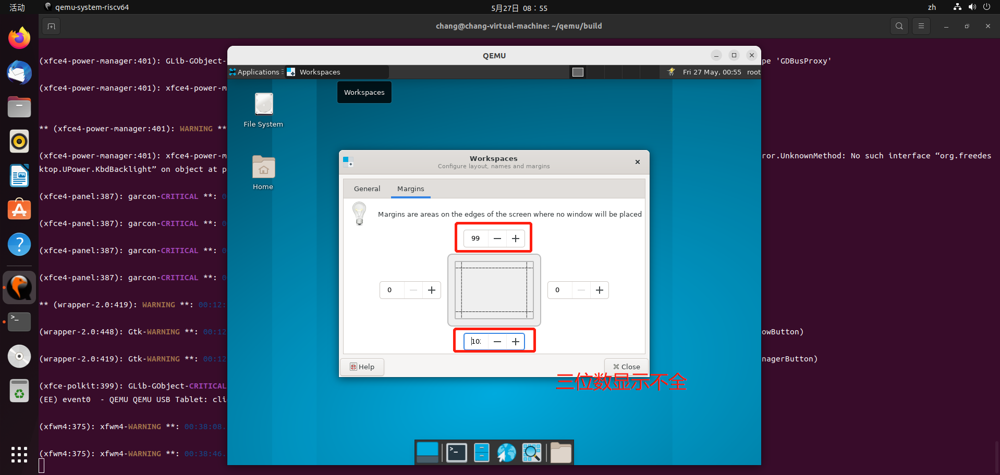 活动 qemu-system-riscv64 5月27日 08：55 zh
chang@chang-virtual-machine: ~/qemu/build
QEMU
(xfce4-power-manager:401): GLib-GObject- pe 'GDBusProxy'
Applications Workspaces Fri 27 May, 00:55 root
(xfce4-power-manager:401): xfce4-power-m
Workspaces
File System
** (xfce4-power-manager:401): WARNING **
(xfce4-power-manager:401): xfce4-power-m ror.UnknownMethod: No such interface “org.freedes
ktop.UPower.KbdBacklight” on object at p
Home
Workspaces
Configure layout, names and margins
General Margins
(xfce4-panel:387): garcon-CRITICAL **: 0
Margins are areas on the edges of the screen where no window will be placed
(xfce4-panel:387): garcon-CRITICAL **: 0
99
(xfce4-panel:387): garcon-CRITICAL **: 0
(xfce4-panel:387): garcon-CRITICAL **: 0
0 0
** (wrapper-2.0:419): WARNING **: 00:12:
(wrapper-2.0:448): Gtk-WARNING **: 00:12 owButton)
10
(wrapper-2.0:419): Gtk-WARNING **: 00:12 nagerButton)
Help Close
三位数显示不全
(xfce-polkit:399): GLib-GObject-CRITICAL
(EE) event0  - QEMU QEMU USB Tablet: cli
(xfwm4:375): xfwm4-WARNING **: 00:38:08.
(xfwm4:375): xfwm4-WARNING **: 00:38:46.